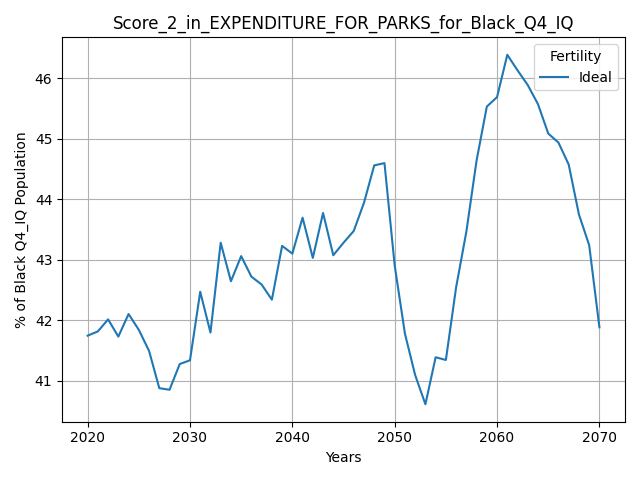 Score_2_in_EXPENDITURE_FOR_PARKS_for_Black_Q4_IQ
Fertility
Ideal
% of Black Q4_IQ Population
46
45
44
43
42
41
2020 2030 2040 2050 2060 2070
Years